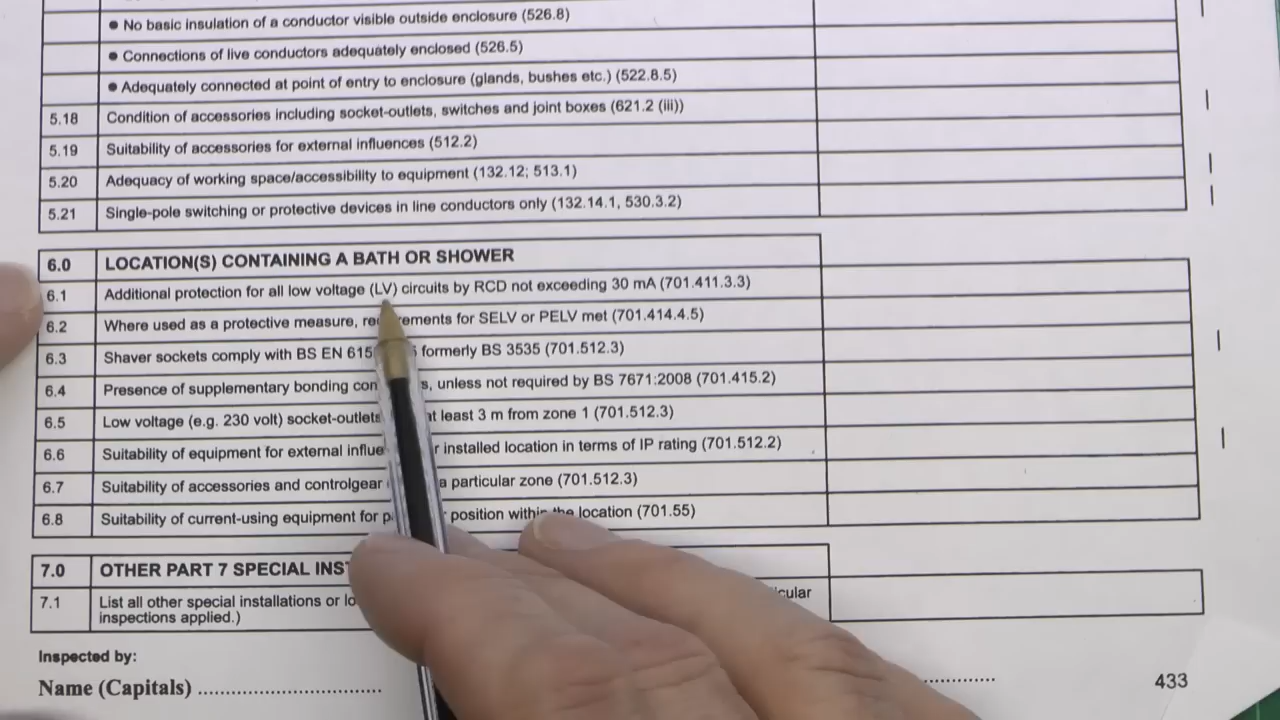 ● No basic insulation of a conductor visible outside enclosure (526.8)
● Connections of live conductors adequately enclosed (526.5)
● Adequately connected at point of entry to enclosure (glands, bushes etc.) (522.8.5)
5.18 Condition of accessories including socket-outlets, switches and joint boxes (621.2 (iii))
5.19 Suitability of accessories for external influences (512.2)
5.20 Adequacy of working space/accessibility to equipment (132.12; 513.1)
5.21 Single-pole switching or protective devices in line conductors only (132.14.1, 530.3.2)
6.0 LOCATION(S) CONTAINING A BATH OR SHOWER
6.1 Additional protection for all low voltage (LV) circuits by RCD not exceeding 30 mA (701.411.3.3)
6.2 Where used as a protective measure, requirements for SELV or PELV met (701.414.4.5)
6.3 Shaver sockets comply with BS EN 615 formerly BS 3535 (701.512.3)
6.4 Presence of supplementary bonding con s, unless not required by BS 7671:2008 (701.415.2)
6.5 Low voltage (e.g. 230 volt) socket-outlets at least 3 m from zone 1 (701.512.3)
6.6 Suitability of equipment for external influe r installed location in terms of IP rating (701.512.2)
6.7 Suitability of accessories and controlgear a particular zone (701.512.3)
6.8 Suitability of current-using equipment for p position within the location (701.55)
7.0 OTHER PART 7 SPECIAL INST
7.1 List all other special installations or lo cular
inspections applied.)
Inspected by:
Name (Capitals) ................................
433